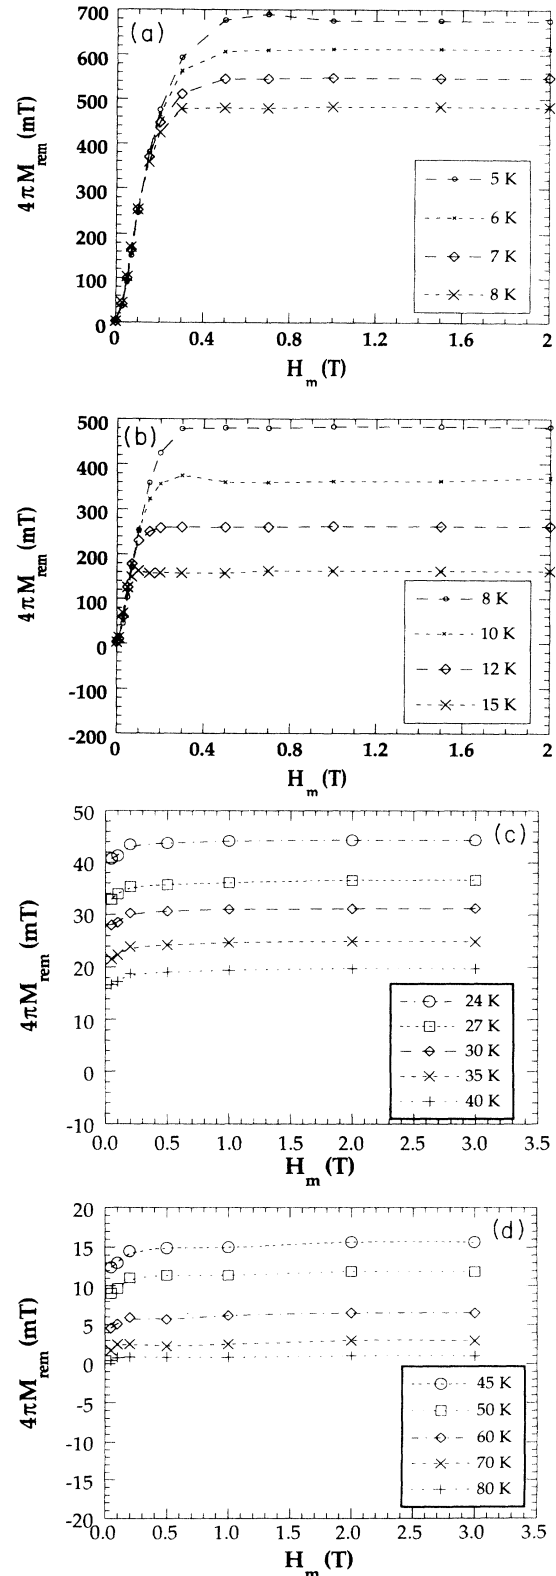 700
(a)
600
500
400
300
200
100
0
4πM_rem (mT)
5 K
6 K
7 K
8 K
0.4 0.8 1.2 1.6 2
H_m (T)
500
(b)
400
300
200
100
0
-100
-200
4πM_rem (mT)
8 K
10 K
12 K
15 K
0 0.4 0.8 1.2 1.6 2
H_m (T)
50
(c)
40
30
20
10
0
-10
4πM_rem (mT)
24 K
27 K
30 K
35 K
40 K
0.0 0.5 1.0 1.5 2.0 2.5 3.0 3.5
H_m (T)
20
(d)
15
10
5
0
-5
-10
-15
-20
4πM_rem (mT)
45 K
50 K
60 K
70 K
80 K
0.0 0.5 1.0 1.5 2.0 2.5 3.0 3.5
H_m (T)